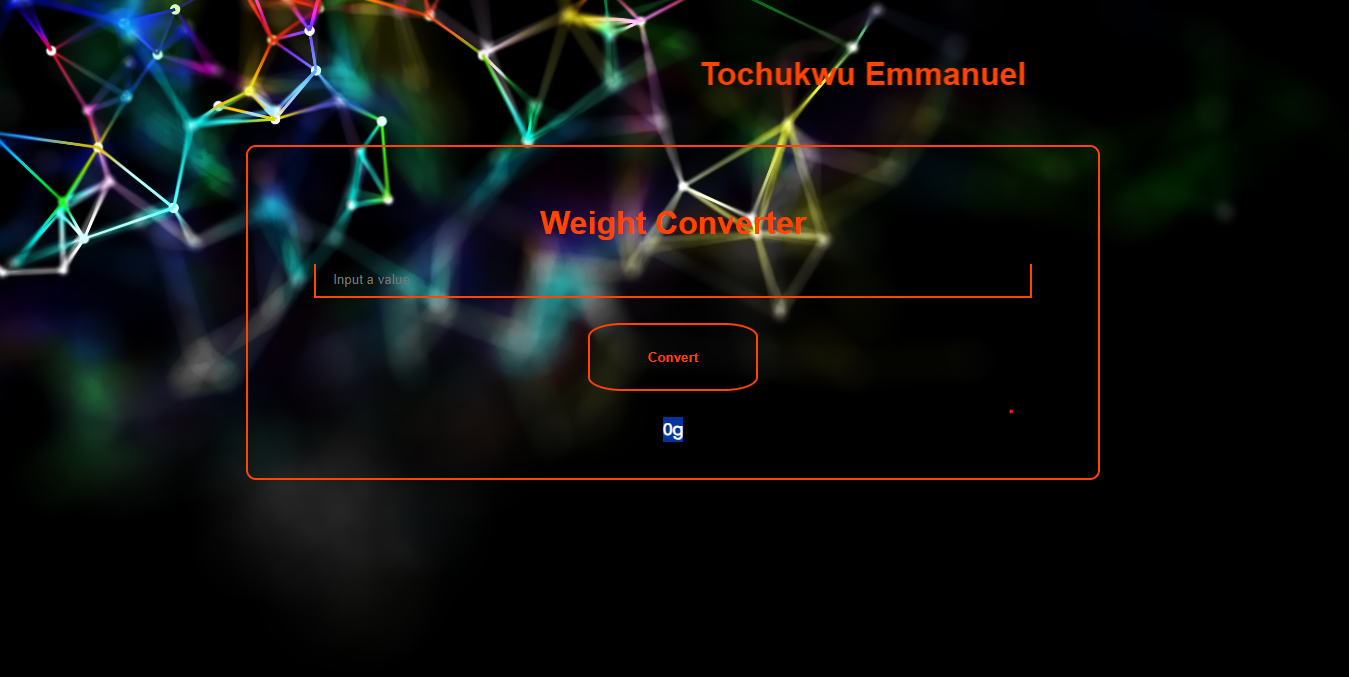 Tochukwu Emmanuel
Weight Converter
Input a value
Convert
0g